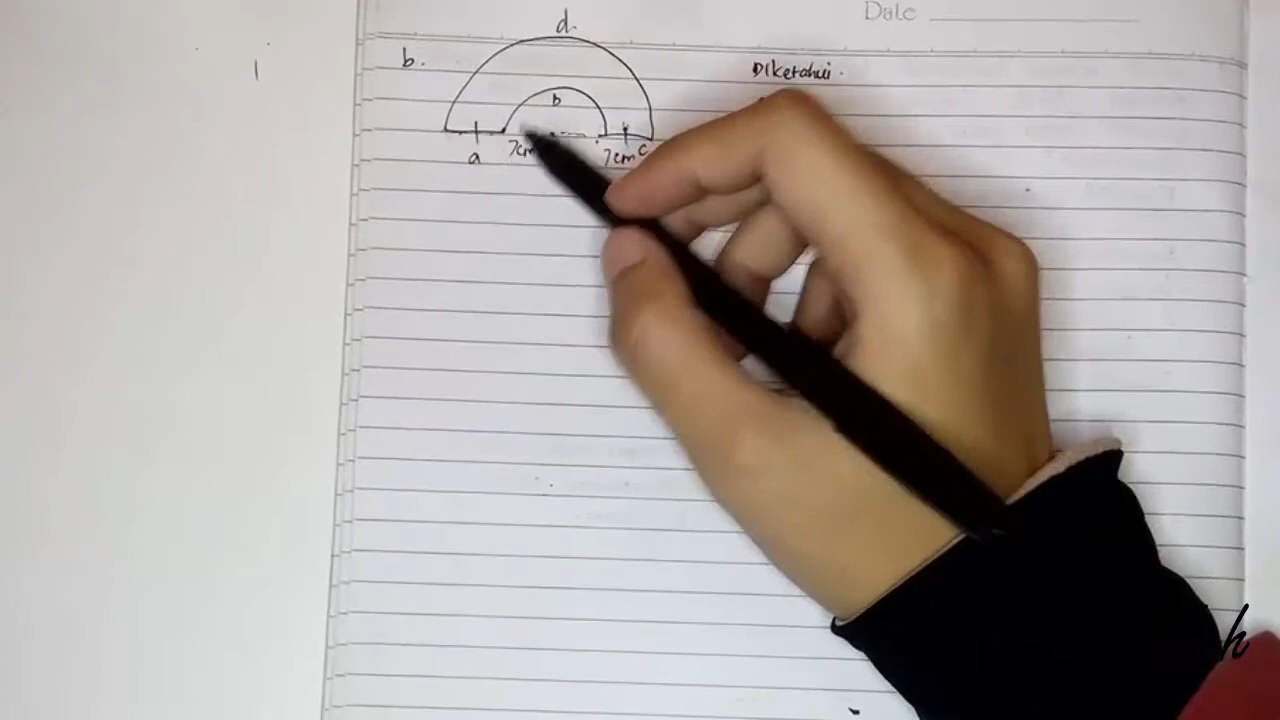 Date
d.
b.
Diketahui.
b
7cm 7cm c
a
h